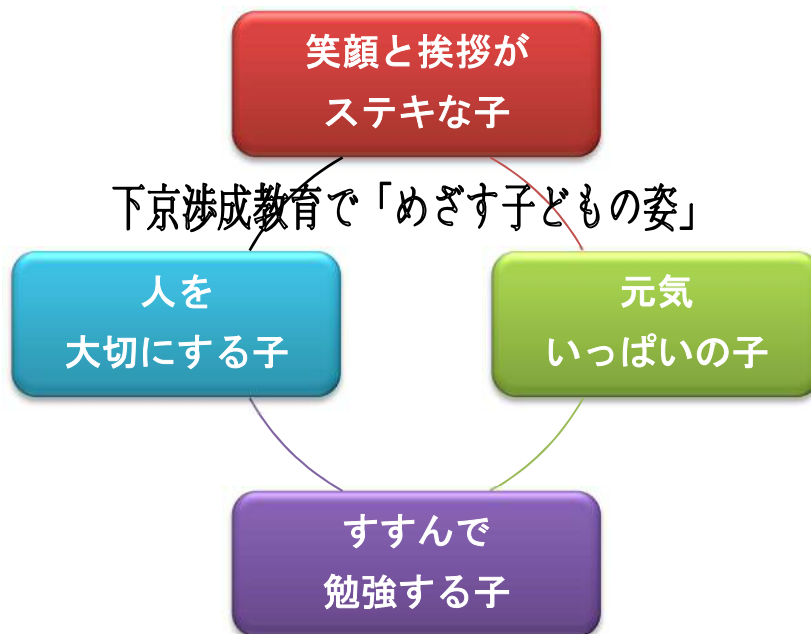 笑顔と挨拶が
ステキな子
下京渉成教育で「めざす子どもの姿」
人を
大切にする子
元気
いっぱいの子
すすんで
勉強する子